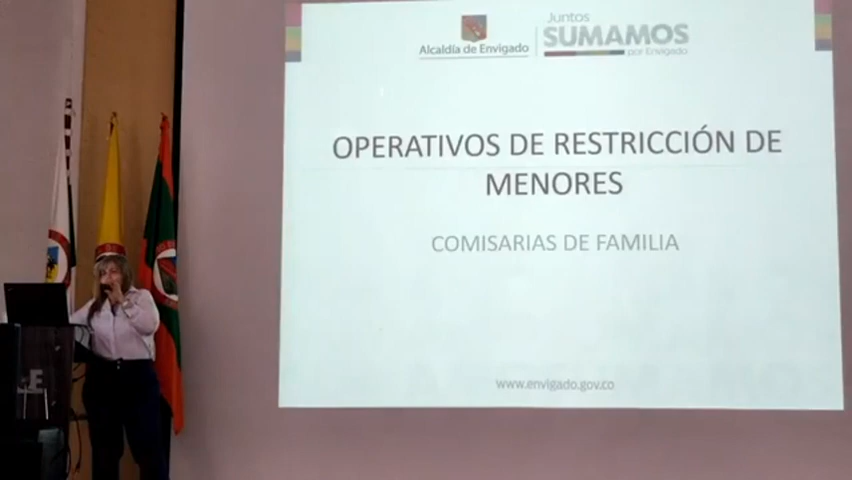 Alcaldía de Envigado
Juntos
SUMAMOS
por Envigado
OPERATIVOS DE RESTRICCIÓN DE
MENORES
COMISARIAS DE FAMILIA
www.envigado.gov.co